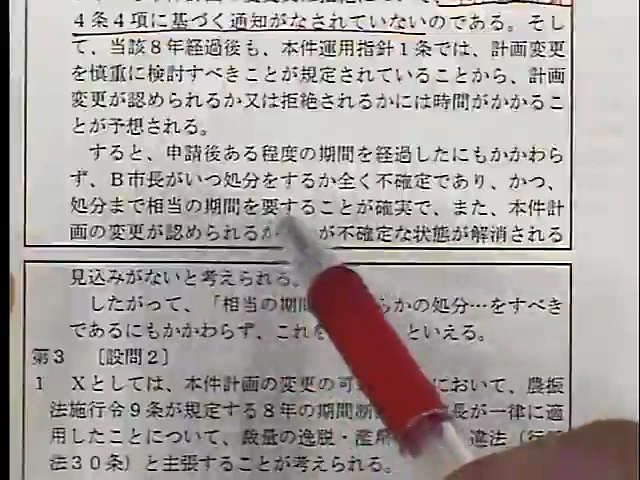 4条4項に基づく通知がなされていないのである。そし
て、当該8年経過後も、本件運用指針1条では、計画変更
を慎重に検討すべきことが規定されていることから、計画
変更が認められるか又は拒絶されるかには時間がかかるこ
とが予想される。
すると、申請後ある程度の期間を経過したにもかかわら
ず、B市長がいつ処分をするか全く不確定であり、かつ、
処分まで相当の期間を要することが確実で、また、本件計
画の変更が認められるか が不確定な状態が解消される
見込みがないと考えられる。
したがって、「相当の期間 らかの処分…をすべき
であるにもかかわらず、これを といえる。
第3 〔設問2〕
1 Xとしては、本件計画の変更の可 において、農振
法施行令9条が規定する8年の期間 長が一律に適
用したことについて、裁量の逸脱・濫用 違法（行
法30条）と主張することが考えられる。